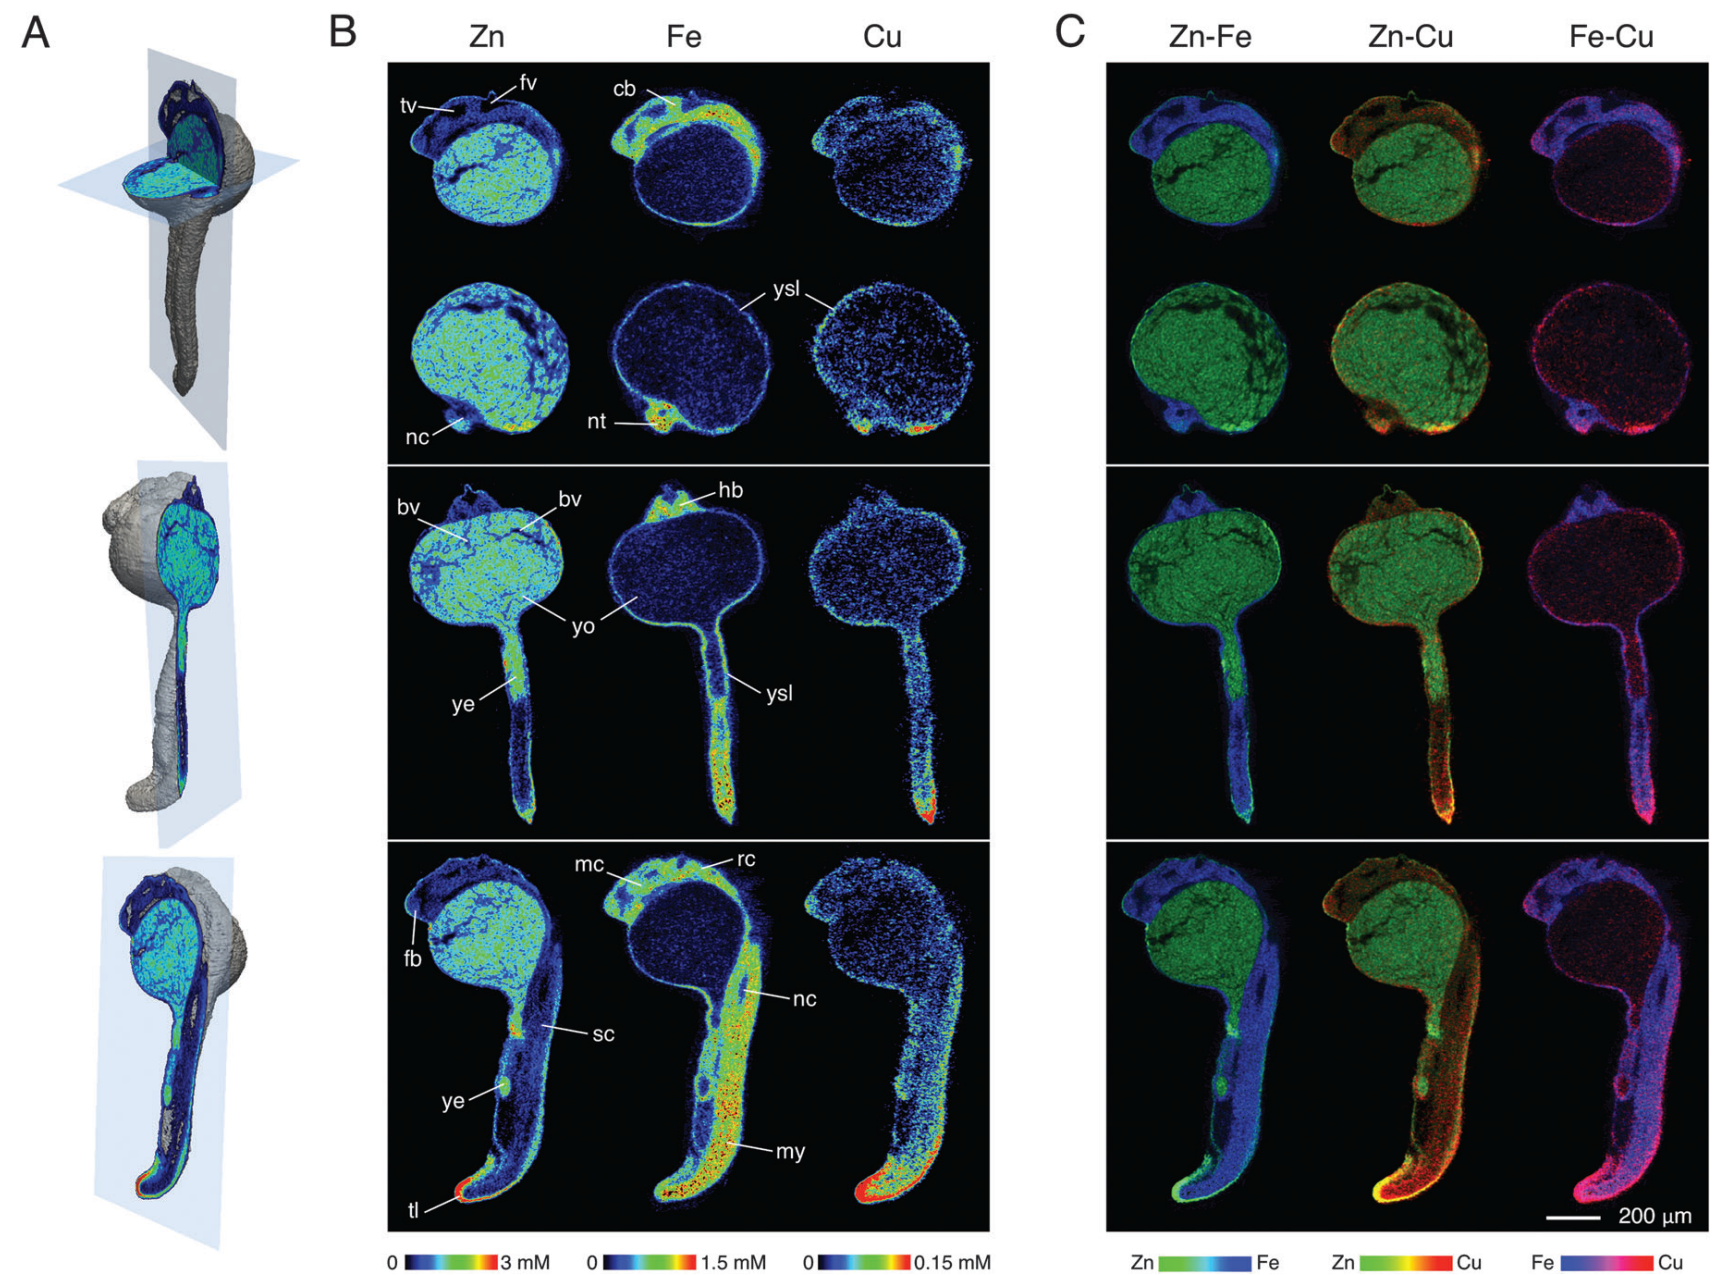 A
B
Zn
Fe
Cu
C
Zn-Fe
Zn-Cu
Fe-Cu
fv
tv
cb
ysl
nc
nt
bv
bv
hb
yo
ye
ysl
mc
rc
fb
nc
sc
ye
my
tl
200 µm
0 3 mM
0 1.5 mM
0 0.15 mM
Zn Fe
Zn Cu
Fe Cu